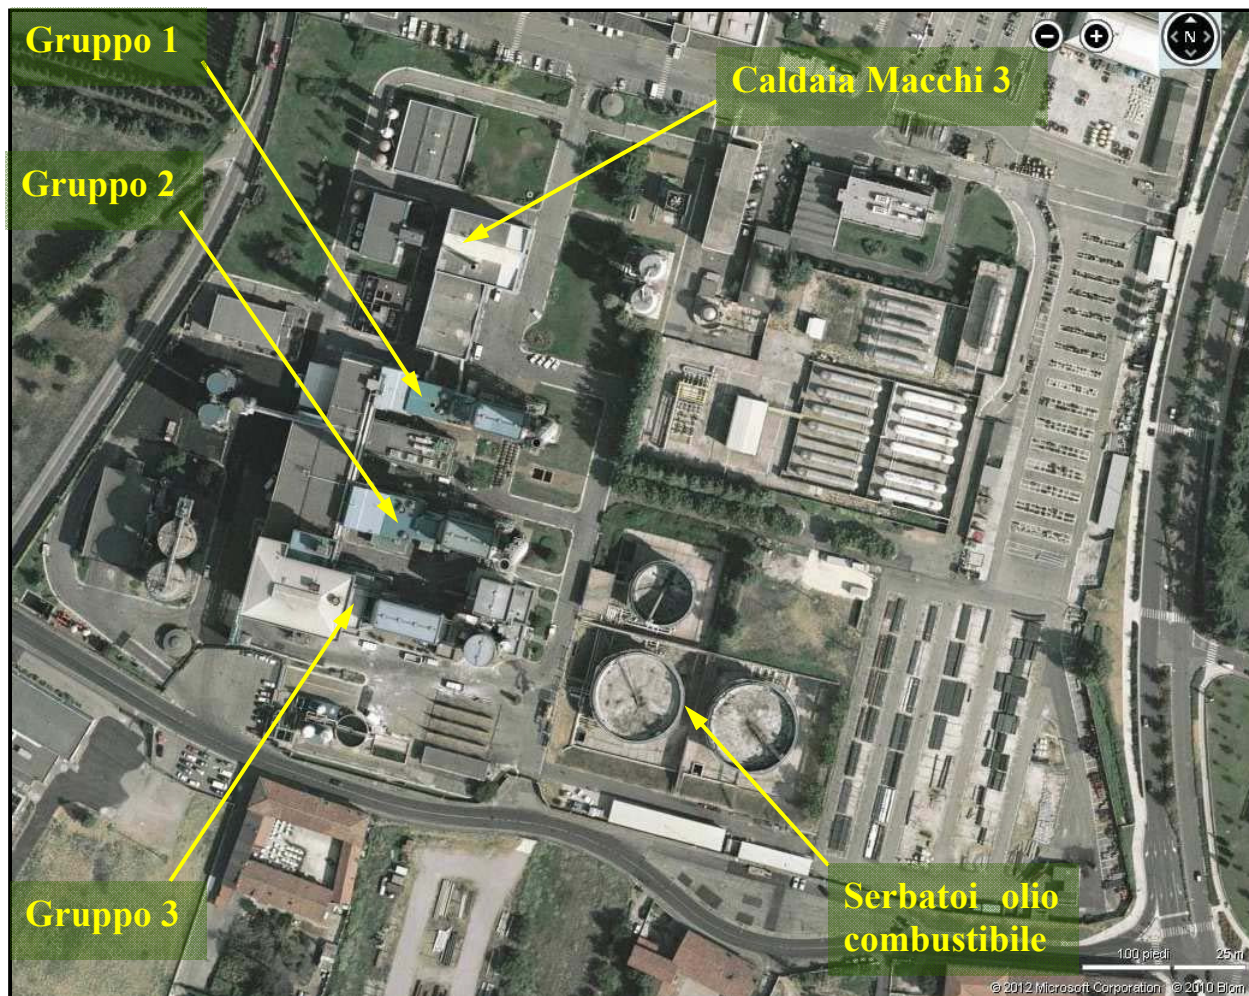 Gruppo 1
Caldaia Macchi 3
N
Gruppo 2
Gruppo 3
Serbatoi olio
combustibile
100 piedi 25 m
© 2012 Microsoft Corporation © 2010 Blom